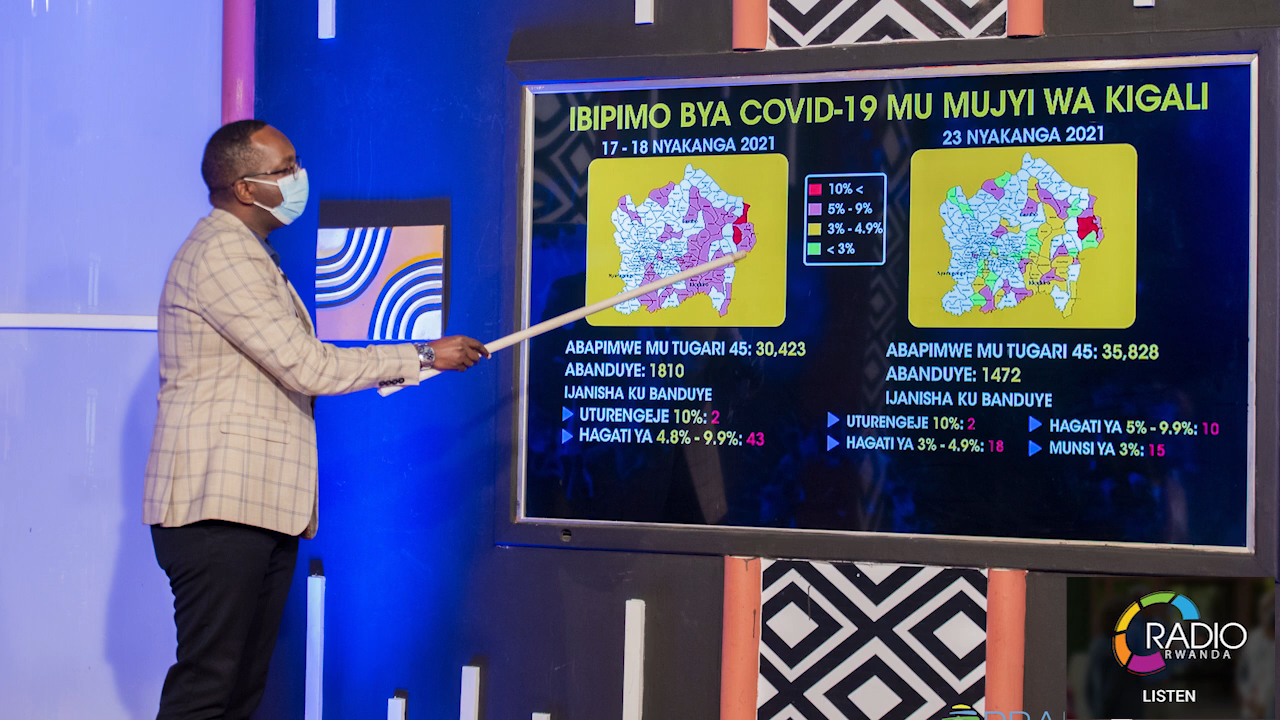 IBIPIMO BYA COVID-19 MU MUJYI WA KIGALI
17 - 18 NYAKANGA 2021
23 NYAKANGA 2021
10% <
5% - 9%
3% - 4.9%
< 3%
ABAPIMWE MU TUGARI 45: 30,423
ABANDUYE: 1810
IJANISHA KU BANDUYE
UTURENGEJE 10%: 2
HAGATI YA 4.8% - 9.9%: 43
ABAPIMWE MU TUGARI 45: 35,828
ABANDUYE: 1472
IJANISHA KU BANDUYE
UTURENGEJE 10%: 2
HAGATI YA 5% - 9.9%: 10
HAGATI YA 3% - 4.9%: 18
MUNSI YA 3%: 15
RADIO
RWANDA
LISTEN